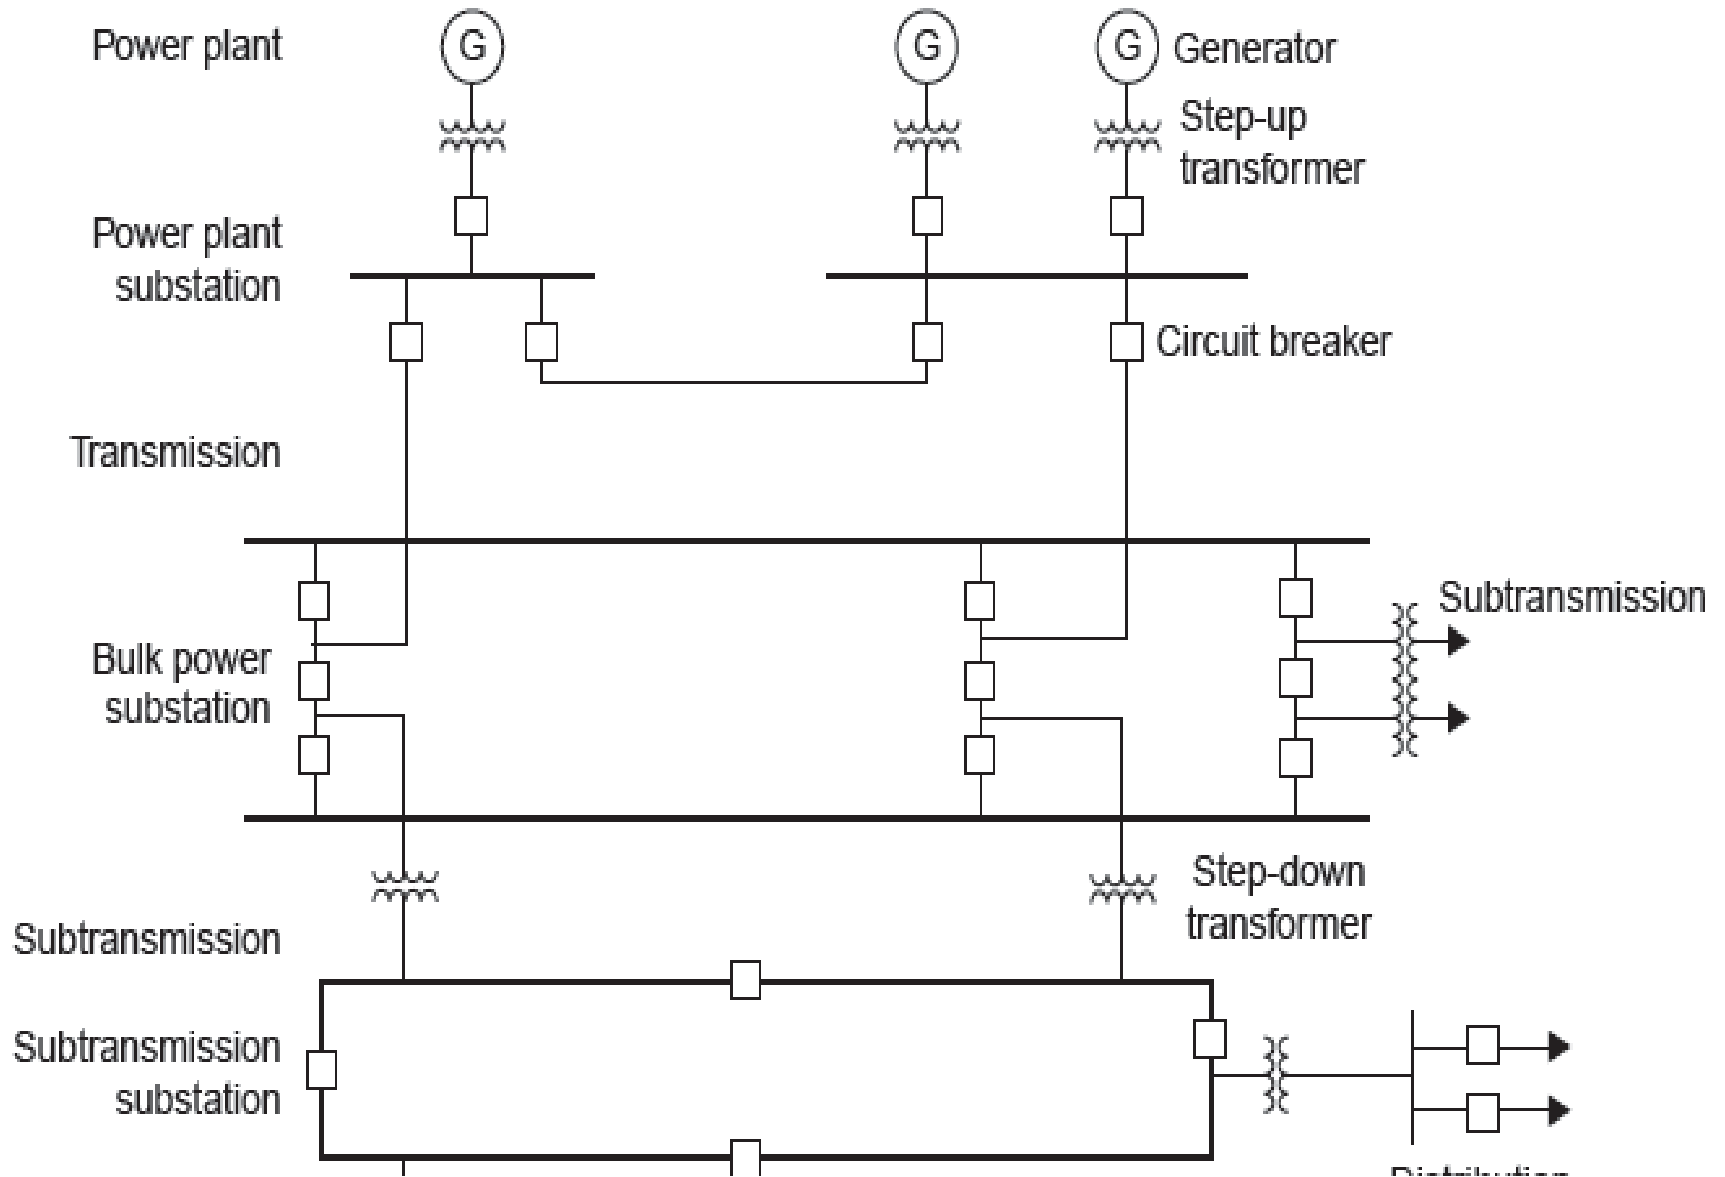 Power plant
G
G
G
Generator
Step-up
transformer
Power plant
substation
Circuit breaker
Transmission
Subtransmission
Bulk power
substation
Step-down
transformer
Subtransmission
Subtransmission
substation